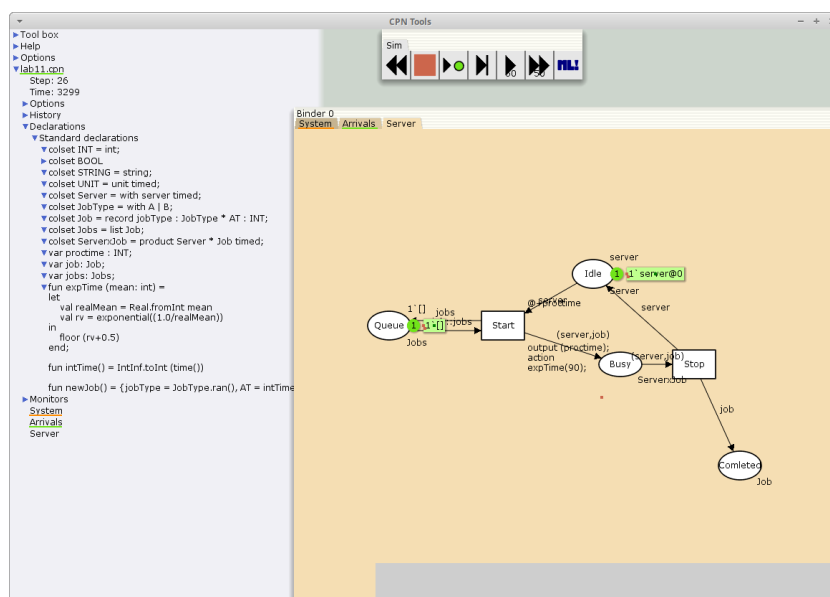 CPN Tools
Tool box
Help
Options
lab11.cpn
Step: 26
Time: 3299
Options
History
Declarations
Standard declarations
colset INT = int;
colset BOOL
colset STRING = string;
colset UNIT = unit timed;
colset Server = with server timed;
colset JobType = with A | B;
colset Job = record jobType : JobType * AT : INT;
colset Jobs = list Job;
colset ServerxJob = product Server * Job timed;
var proctime : INT;
var job: Job;
var jobs: Jobs;
fun expTime (mean: int) =
let
val realMean = Real.fromInt mean
val rv = exponential((1.0/realMean))
in
floor (rv+0.5)
end;
fun intTime() = IntInf.toInt (time())
fun newJob() = {jobType = JobType.ran(), AT = intTime
Monitors
System
Arrivals
Server
Sim
50
ML!
Binder 0
System Arrivals Server
server
Idle
1 1`server@0
Server
@+proctime
server
server
1`[]
jobs
Queue
1 1`[]
::jobs
Start
Jobs
(server,job)
output (proctime);
action
expTime(90);
Busy
(server,job)
Stop
ServerxJob
job
Comleted
Job